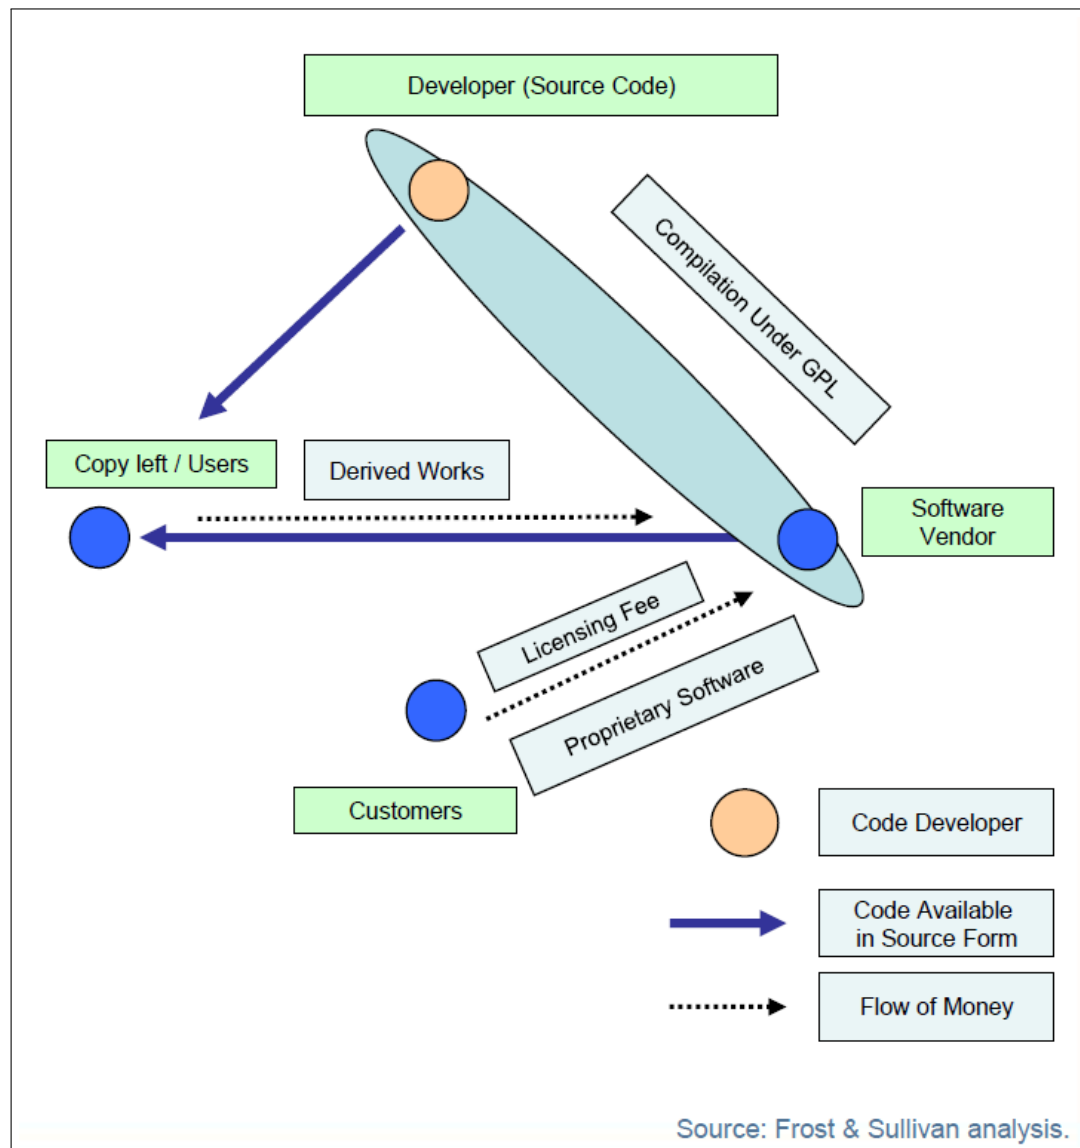 Developer (Source Code)
Compilation Under GPL
Copy left / Users
Derived Works
Software
Vendor
Licensing Fee
Proprietary Software
Customers
Code Developer
Code Available
in Source Form
Flow of Money
Source: Frost & Sullivan analysis.